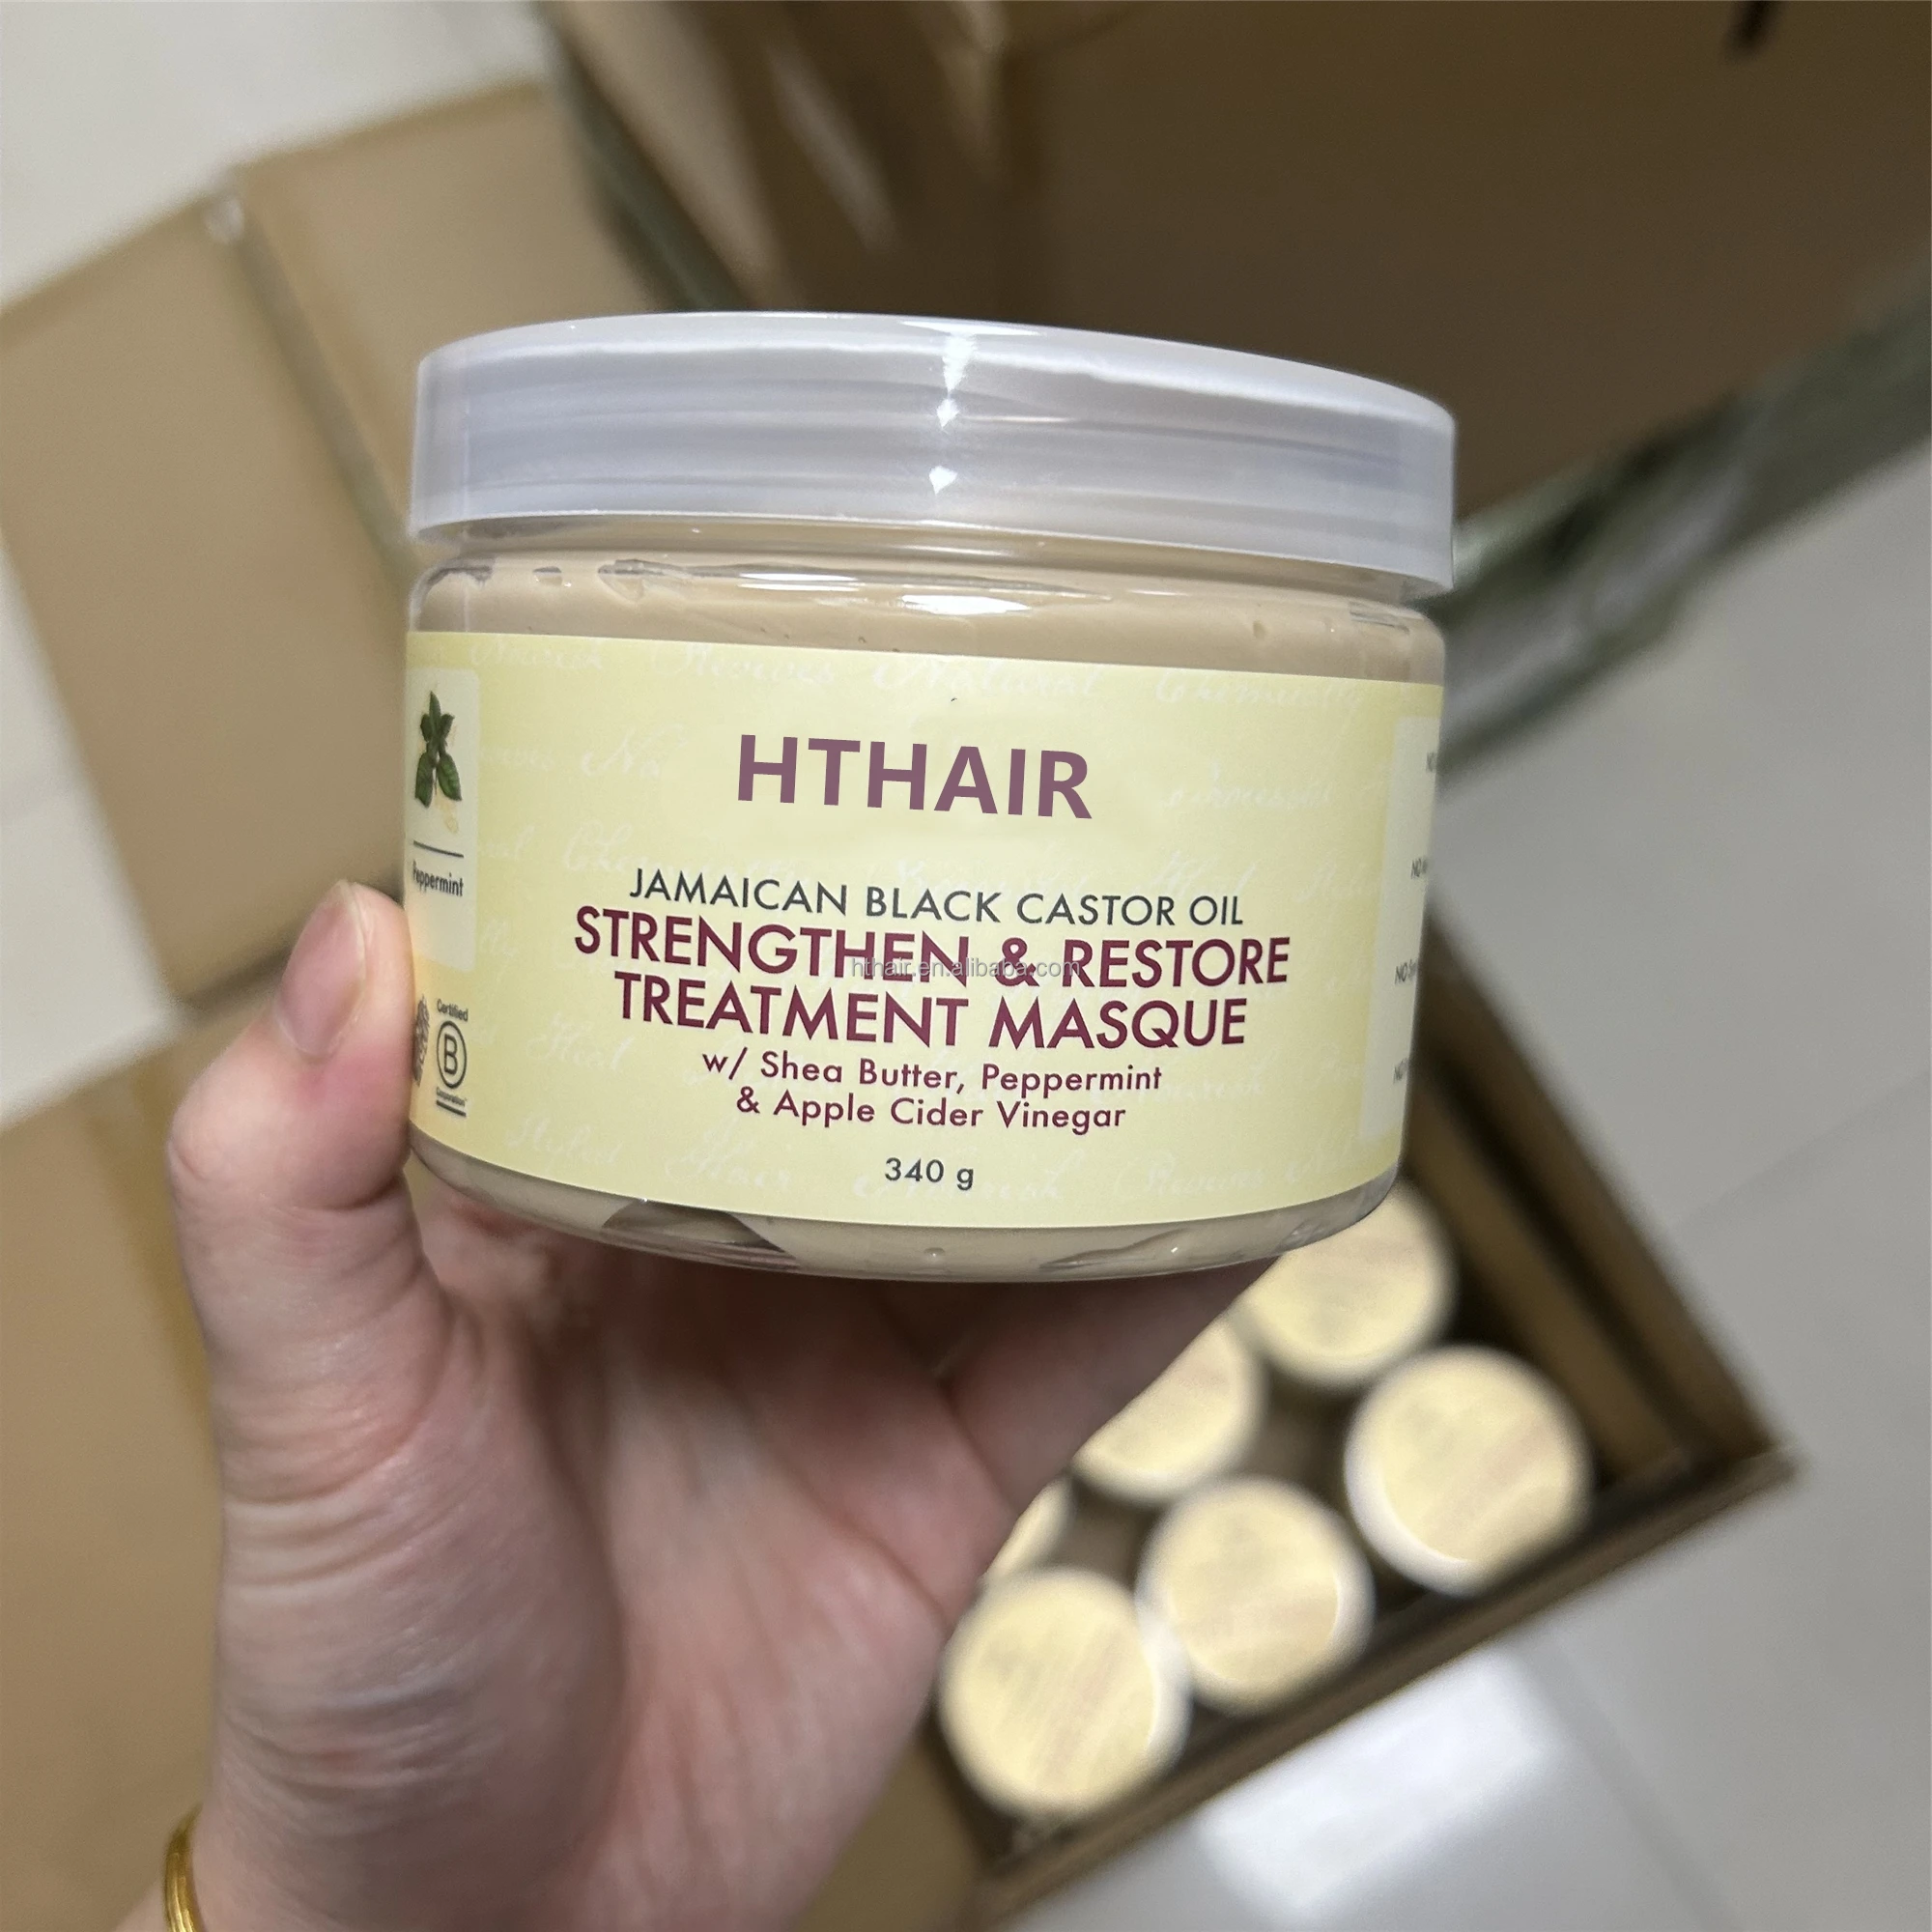 HTHAIR
JAMAICAN BLACK CASTOR OIL
STRENGTHEN & RESTORE
hthair.en.alibaba.com
TREATMENT MASQUE
w/ Shea Butter, Peppermint
& Apple Cider Vinegar
340 g
Peppermint
Certified
B
Corporation